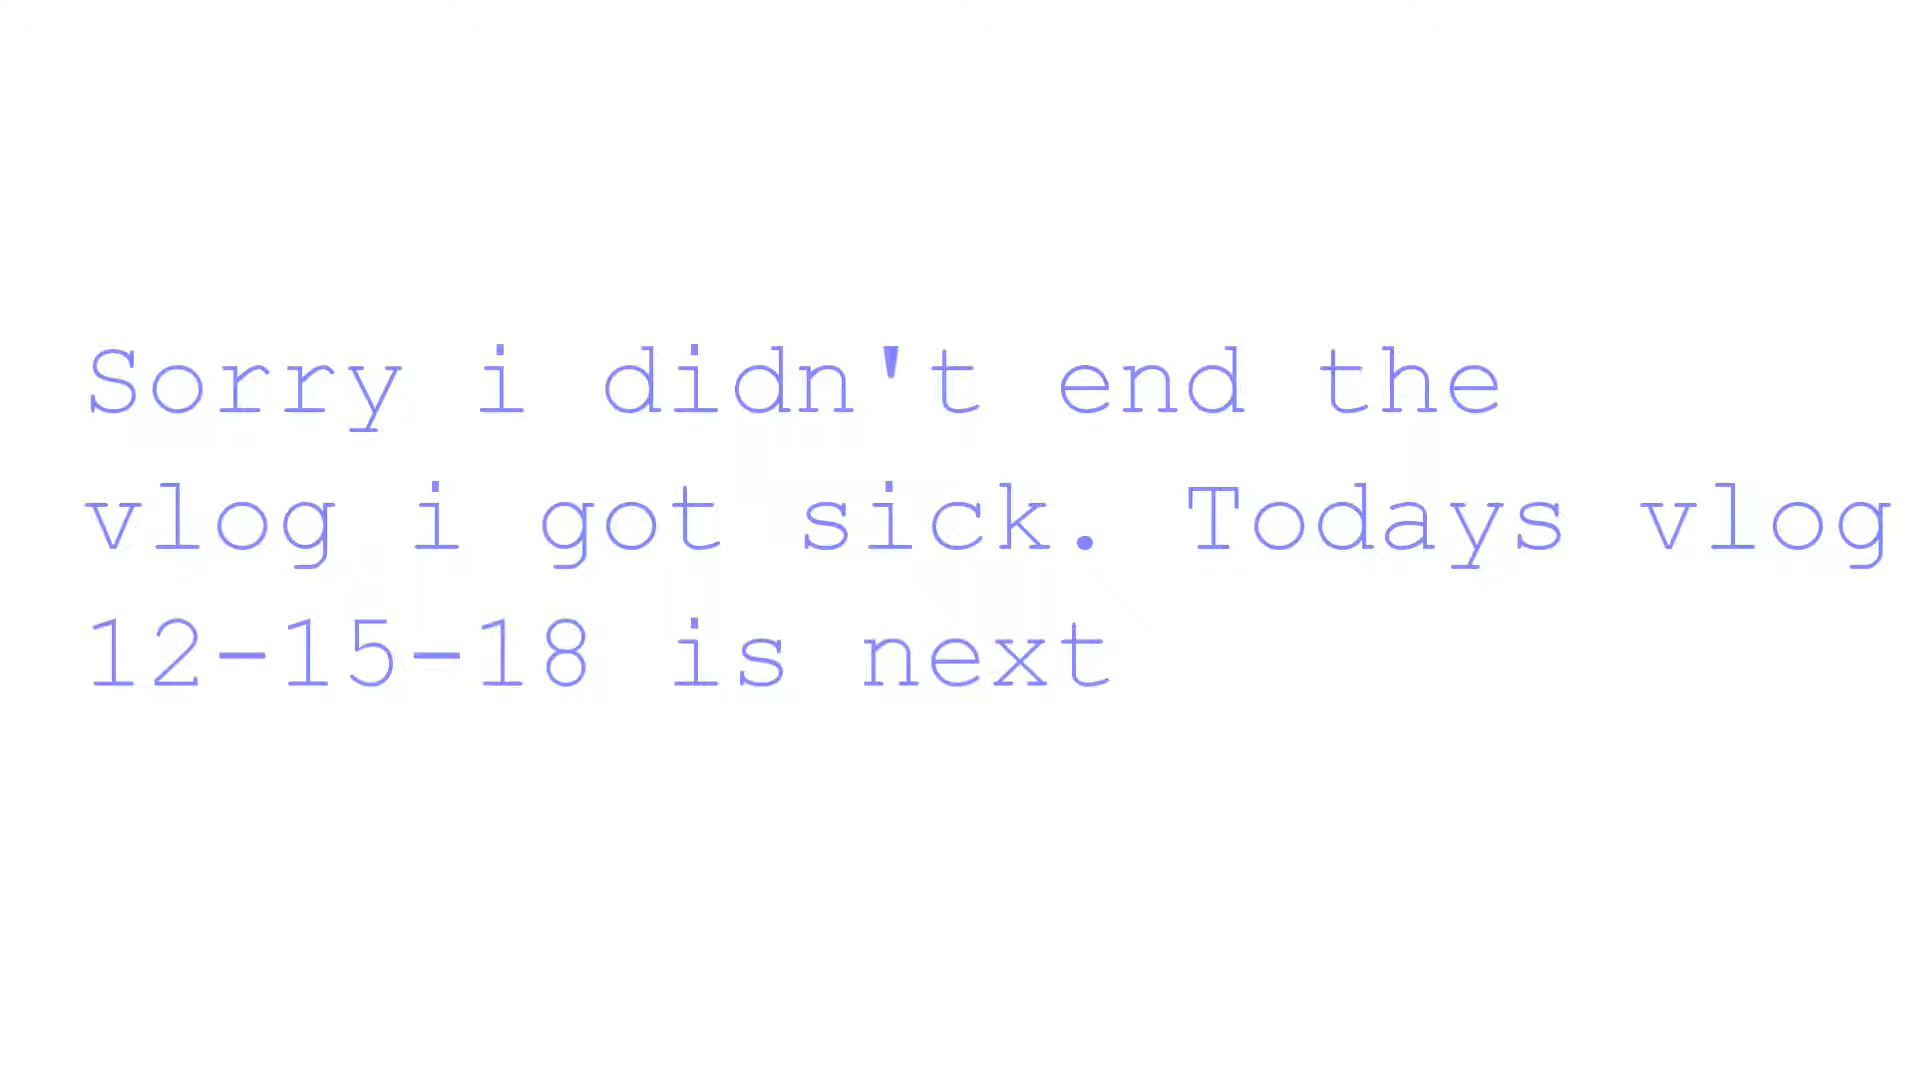 Sorry i didn't end the
vlog i got sick. Todays vlog
12-15-18 is next